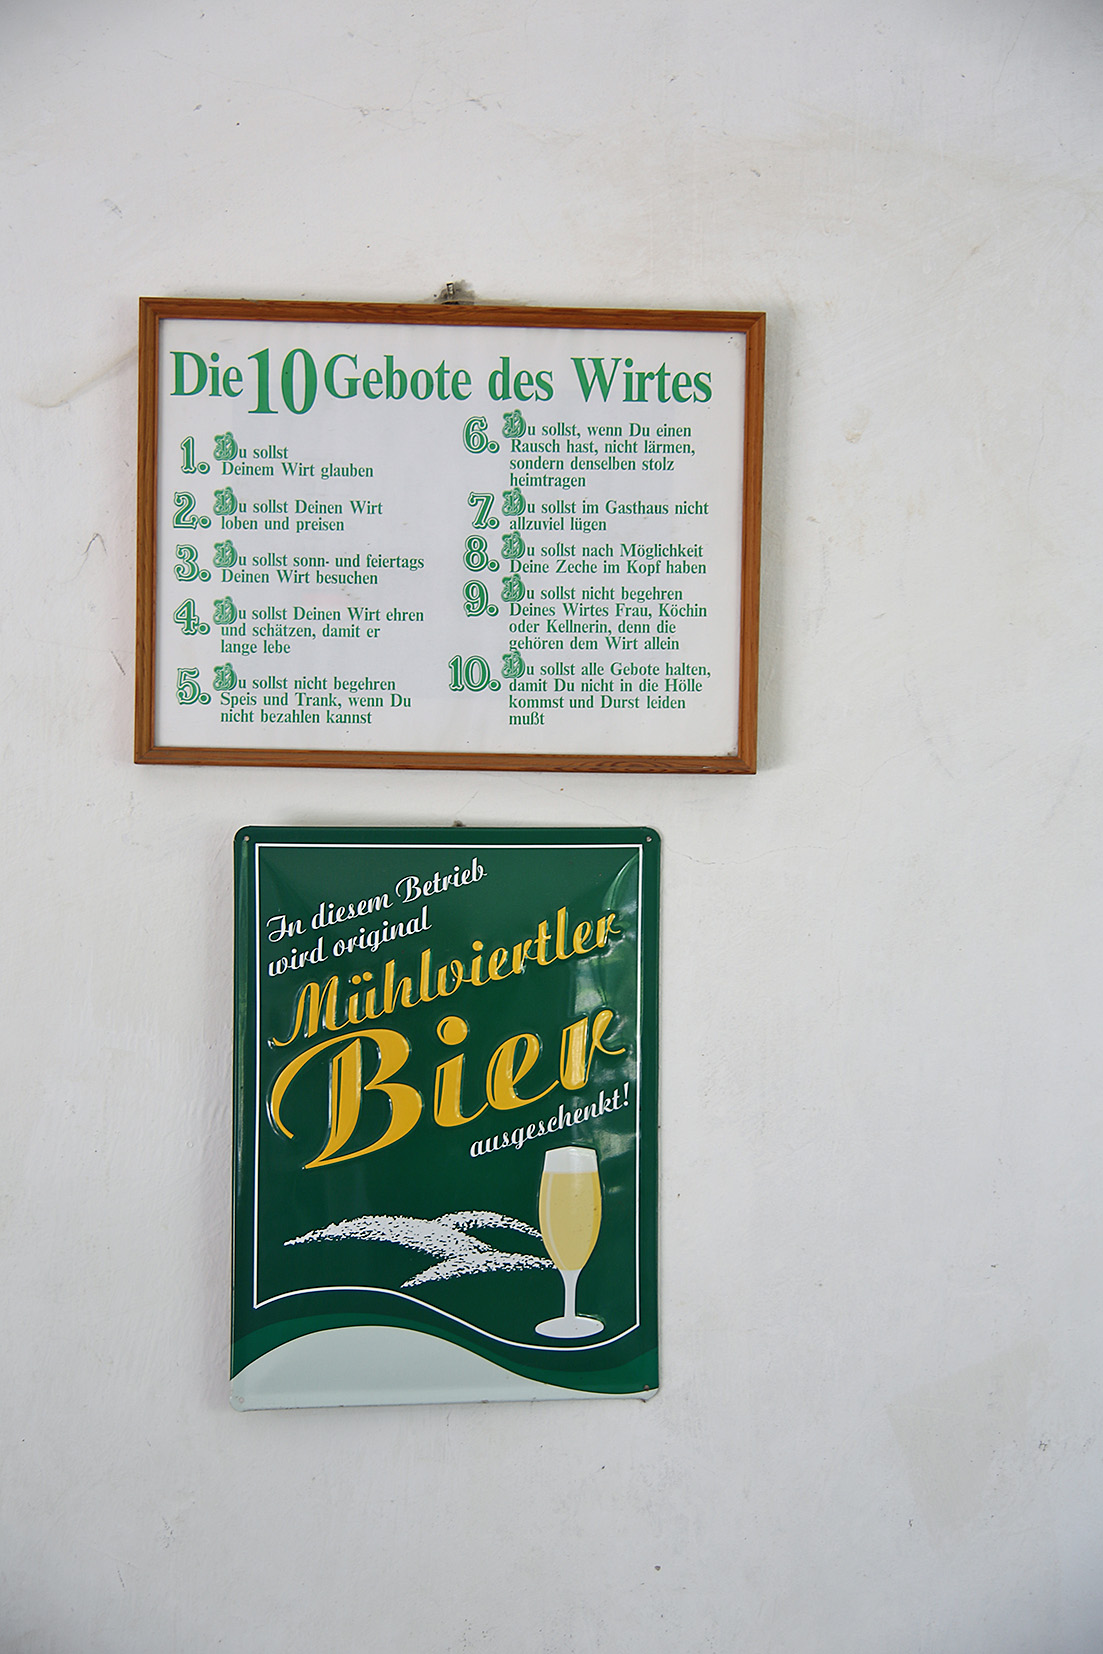 Die 10 Gebote des Wirtes
1. Du sollst
Deinem Wirt glauben
2. Du sollst Deinen Wirt
loben und preisen
3. Du sollst sonn- und feiertags
Deinen Wirt besuchen
4. Du sollst Deinen Wirt ehren
und schätzen, damit er
lange lebe
5. Du sollst nicht begehren
Speis und Trank, wenn Du
nicht bezahlen kannst
6. Du sollst, wenn Du einen
Rausch hast, nicht lärmen,
sondern denselben stolz
heimtragen
7. Du sollst im Gasthaus nicht
allzuviel lügen
8. Du sollst nach Möglichkeit
Deine Zeche im Kopf haben
9. Du sollst nicht begehren
Deines Wirtes Frau, Köchin
oder Kellnerin, denn die
gehören dem Wirt allein
10. Du sollst alle Gebote halten,
damit Du nicht in die Hölle
kommst und Durst leiden
mußt
In diesem Betrieb
wird original
Mühlviertler
Bier
ausgeschenkt!